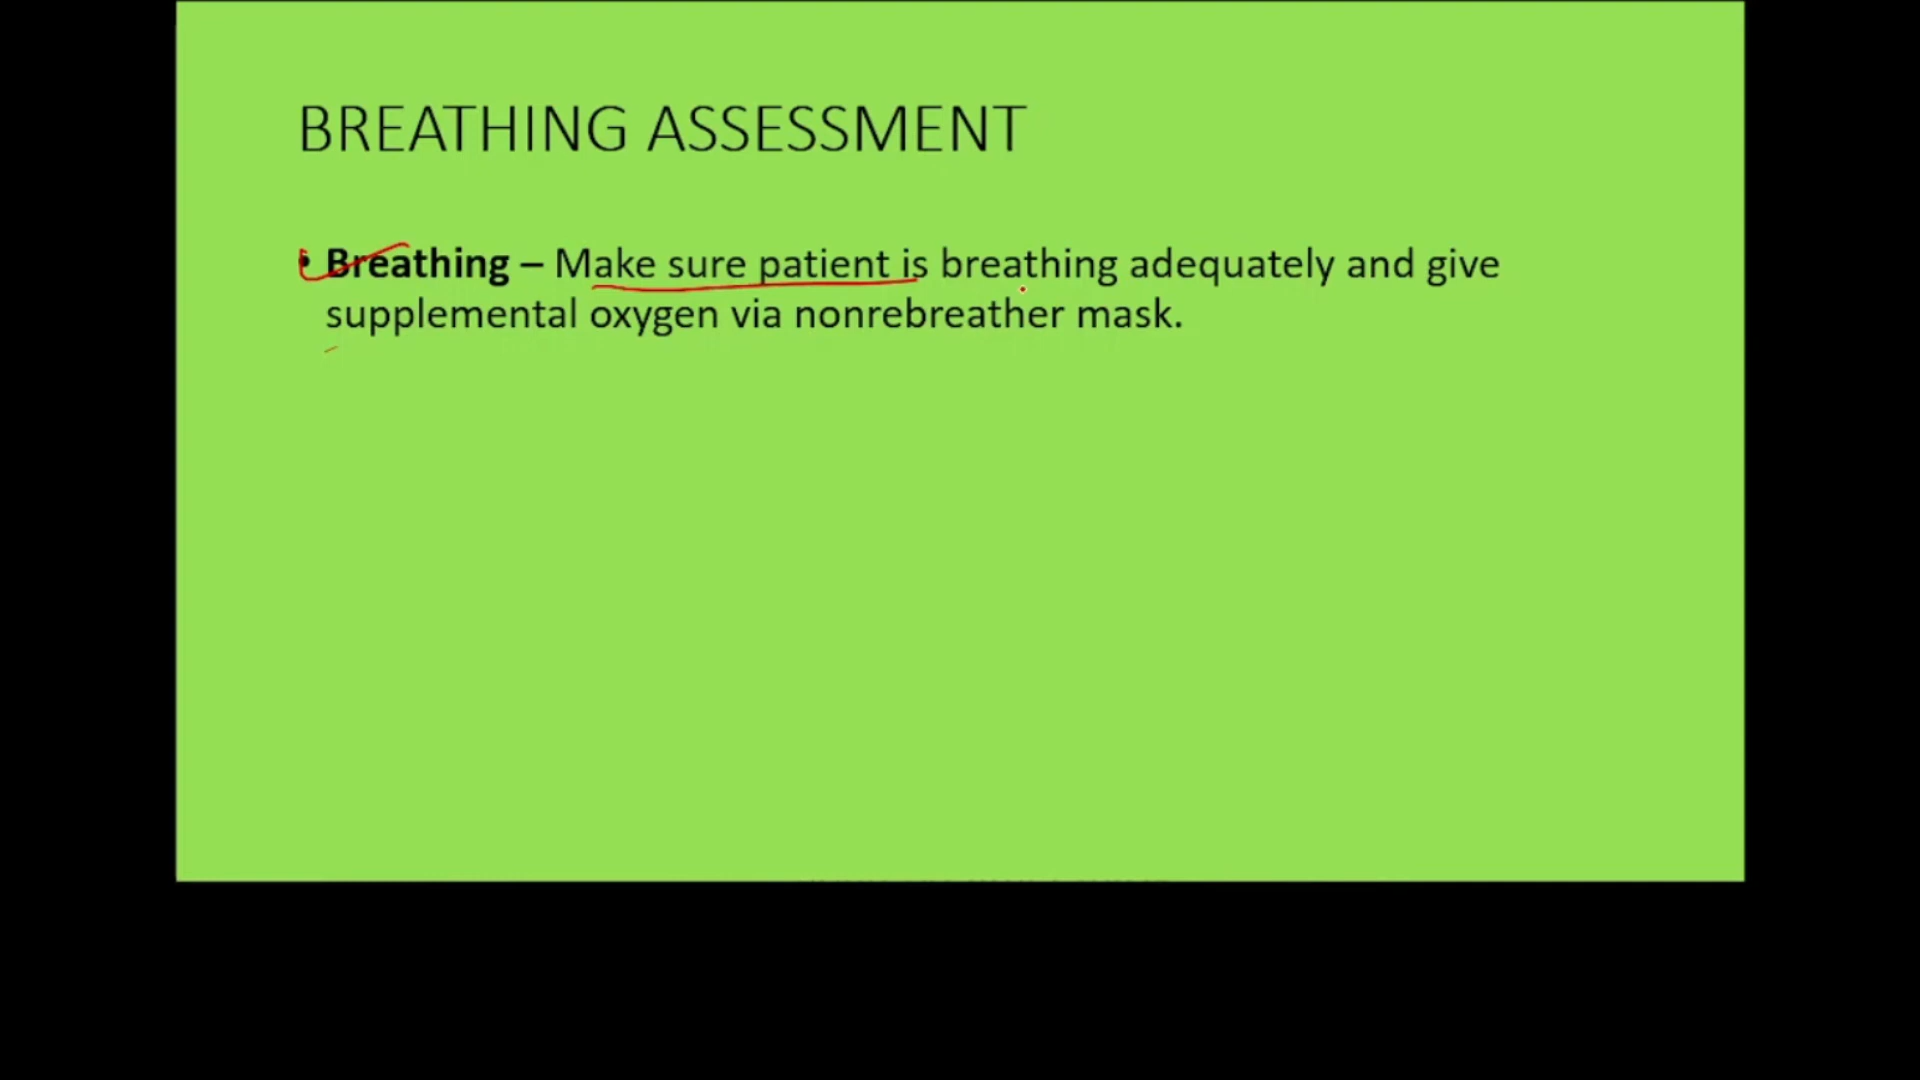 BREATHING ASSESSMENT
• Breathing – Make sure patient is breathing adequately and give
supplemental oxygen via nonrebreather mask.